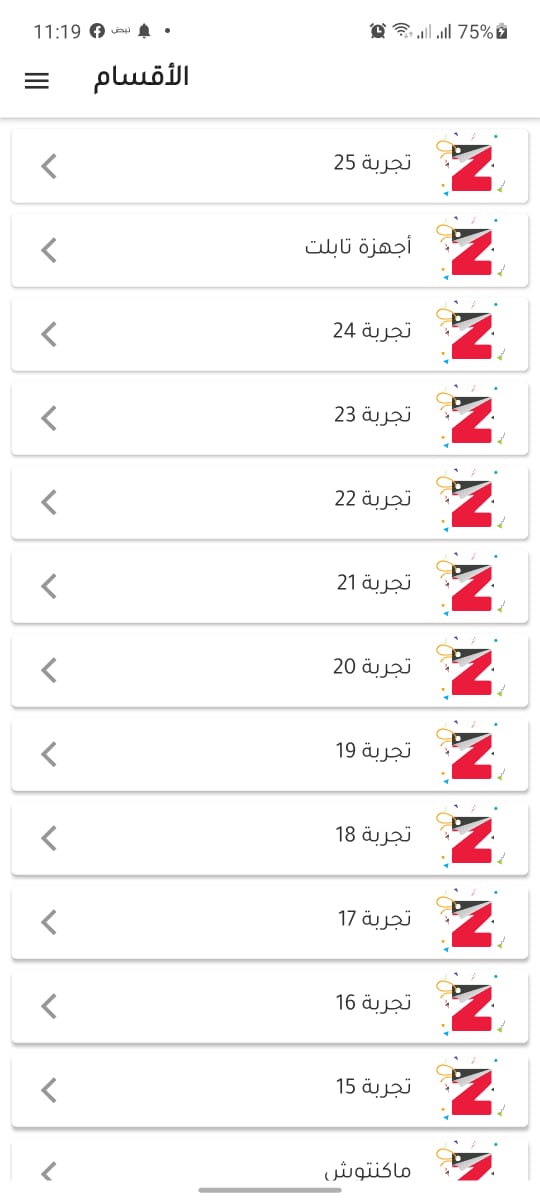 11:19 نبض 75%
الأقسام
تجربة 25
أجهزة تابلت
تجربة 24
تجربة 23
تجربة 22
تجربة 21
تجربة 20
تجربة 19
تجربة 18
تجربة 17
تجربة 16
تجربة 15
ماكنتوش